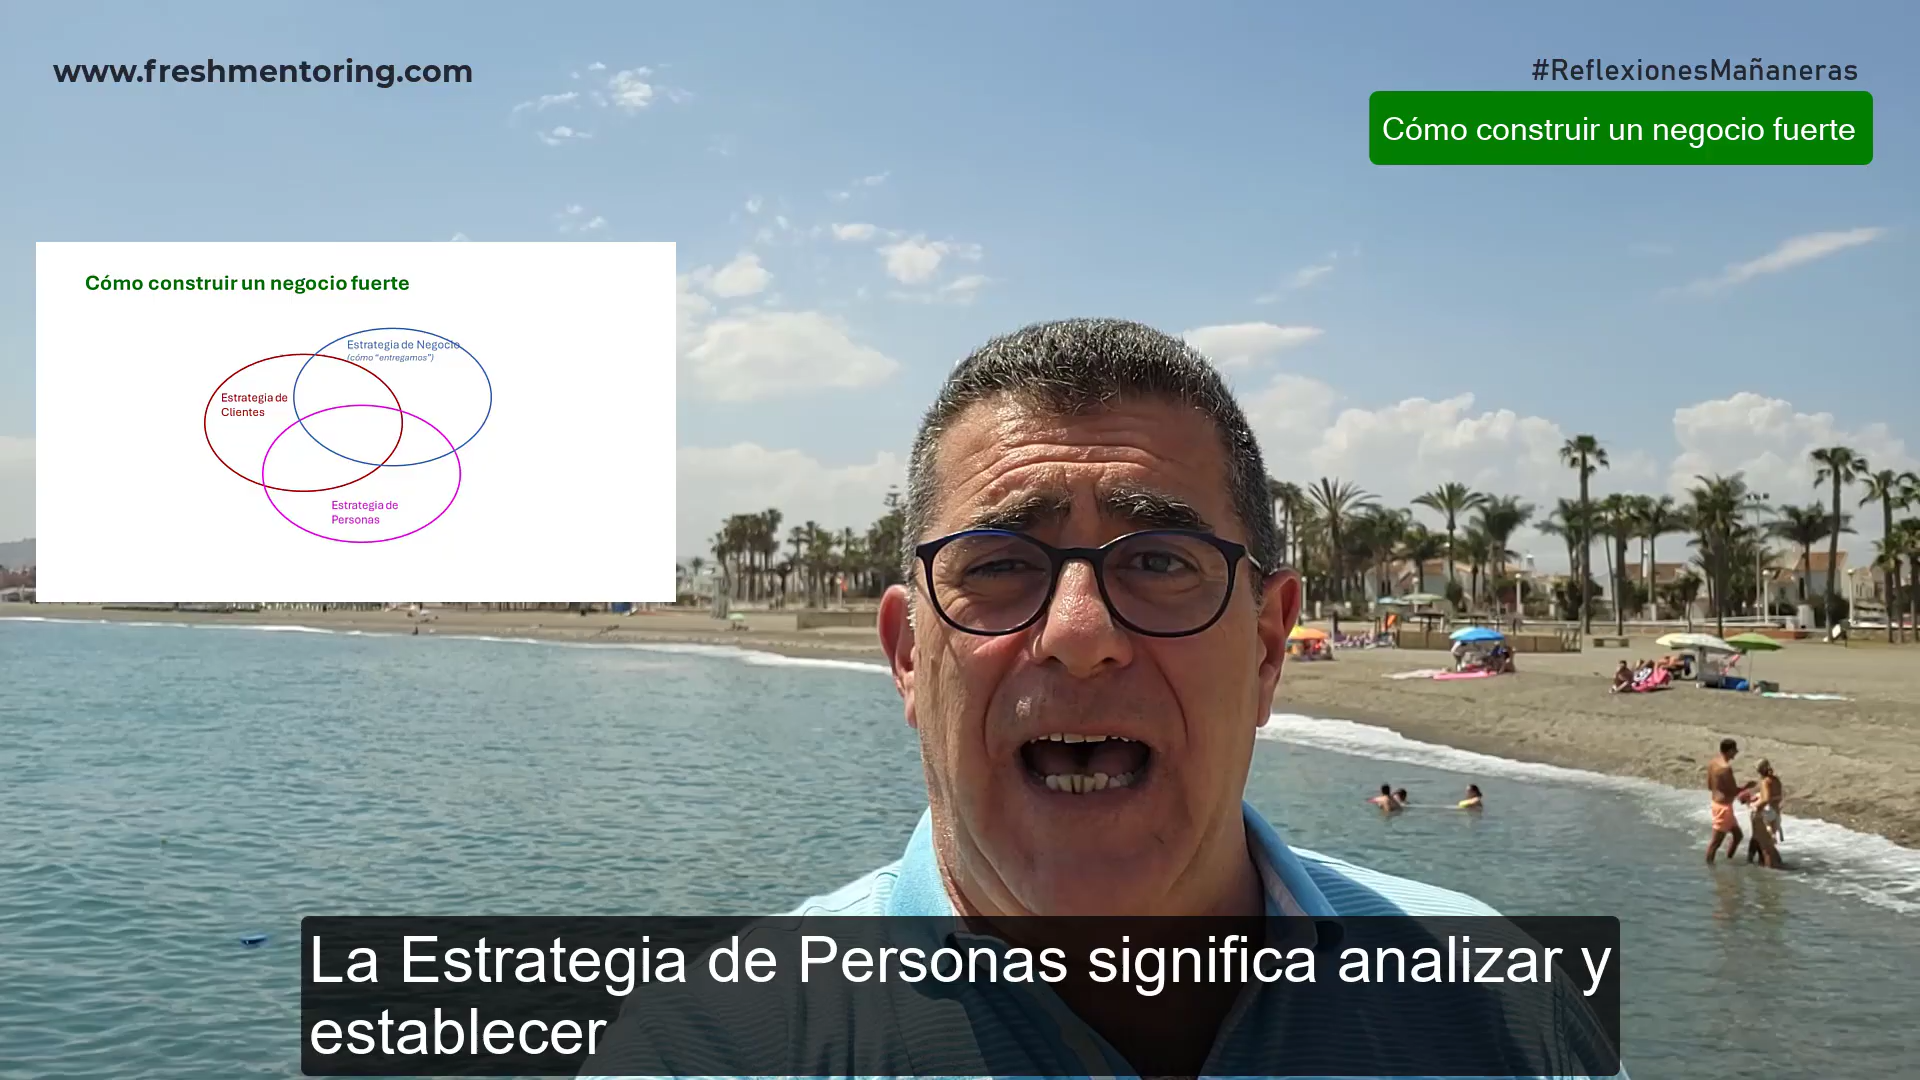 www.freshmentoring.com
#ReflexionesMañaneras
Cómo construir un negocio fuerte
Cómo construir un negocio fuerte
Estrategia de Negocio
(cómo “entregamos”)
Estrategia de
Clientes
Estrategia de
Personas
La Estrategia de Personas significa analizar y
establecer